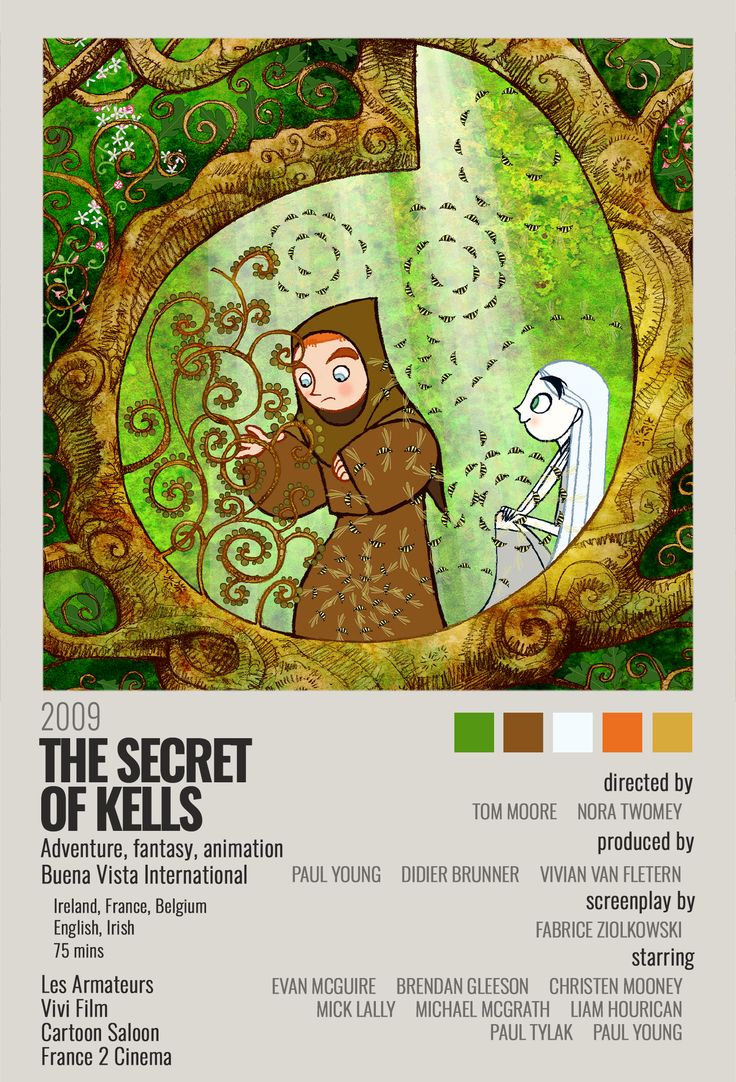 2009
THE SECRET
OF KELLS
Adventure, fantasy, animation
Buena Vista International
Ireland, France, Belgium
English, Irish
75 mins
Les Armateurs
Vivi Film
Cartoon Saloon
France 2 Cinema
directed by
TOM MOORE NORA TWOMEY
produced by
PAUL YOUNG DIDIER BRUNNER VIVIAN VAN FLETERN
screenplay by
FABRICE ZIOLKOWSKI
starring
EVAN MCGUIRE BRENDAN GLEESON CHRISTEN MOONEY
MICK LALLY MICHAEL MCGRATH LIAM HOURICAN
PAUL TYLAK PAUL YOUNG